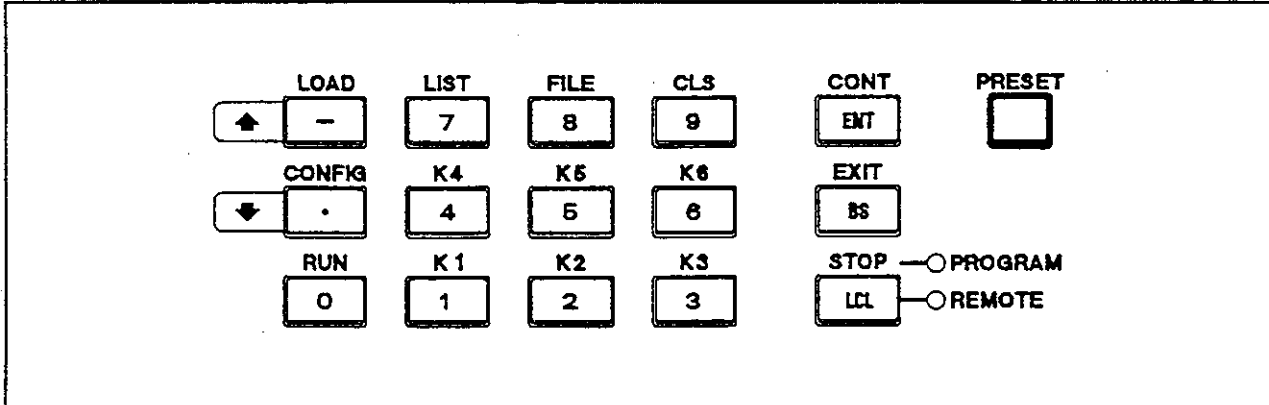 LOAD LIST FILE CLS CONT PRESET
- 7 8 9 ENT
CONFIG K4 K5 K6 EXIT
. 4 5 6 BS
RUN K1 K2 K3 STOP PROGRAM
0 1 2 3 LCL REMOTE